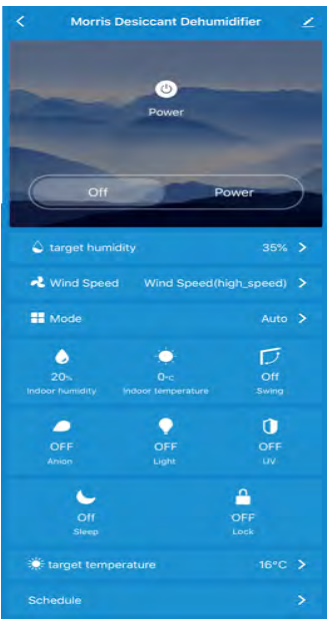 Morris Desiccant Dehumidifier
Power
Off Power
target humidity 35%
Wind Speed Wind Speed(high_speed)
Mode Auto
20% 0°C Off
Indoor humidity Indoor temperature Swing
OFF OFF OFF
Anion Light UV
Off OFF
Sleep Lock
target temperature -16°C
Schedule